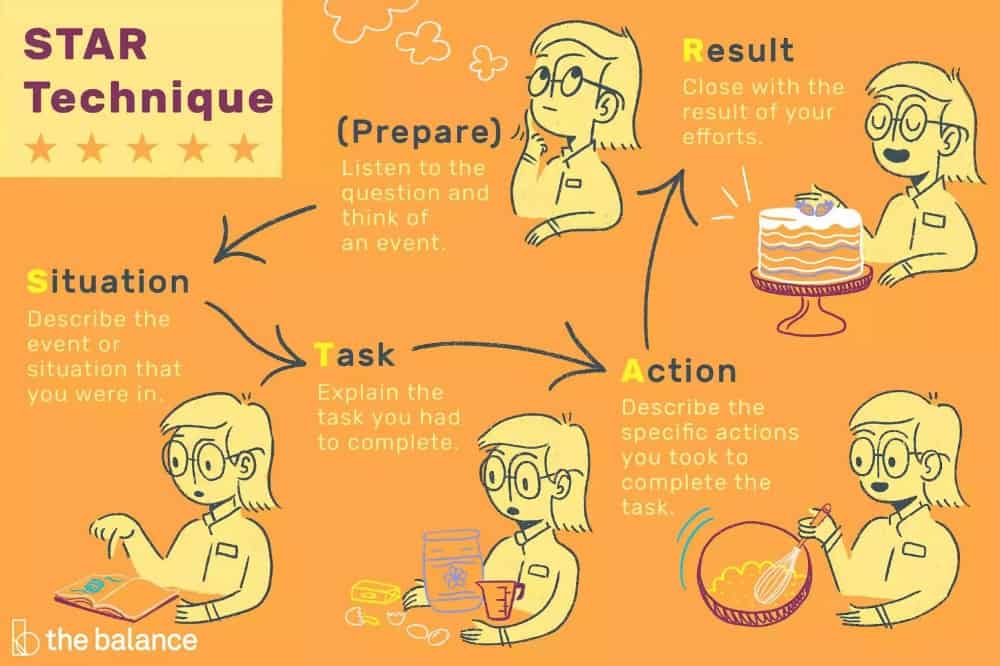 STAR
Technique
(Prepare)
Listen to the
question and
think of
an event.
Situation
Describe the
event or
situation that
you were in.
Task
Explain the
task you had
to complete.
Action
Describe the
specific actions
you took to
complete the
task.
Result
Close with the
result of your
efforts.
the balance